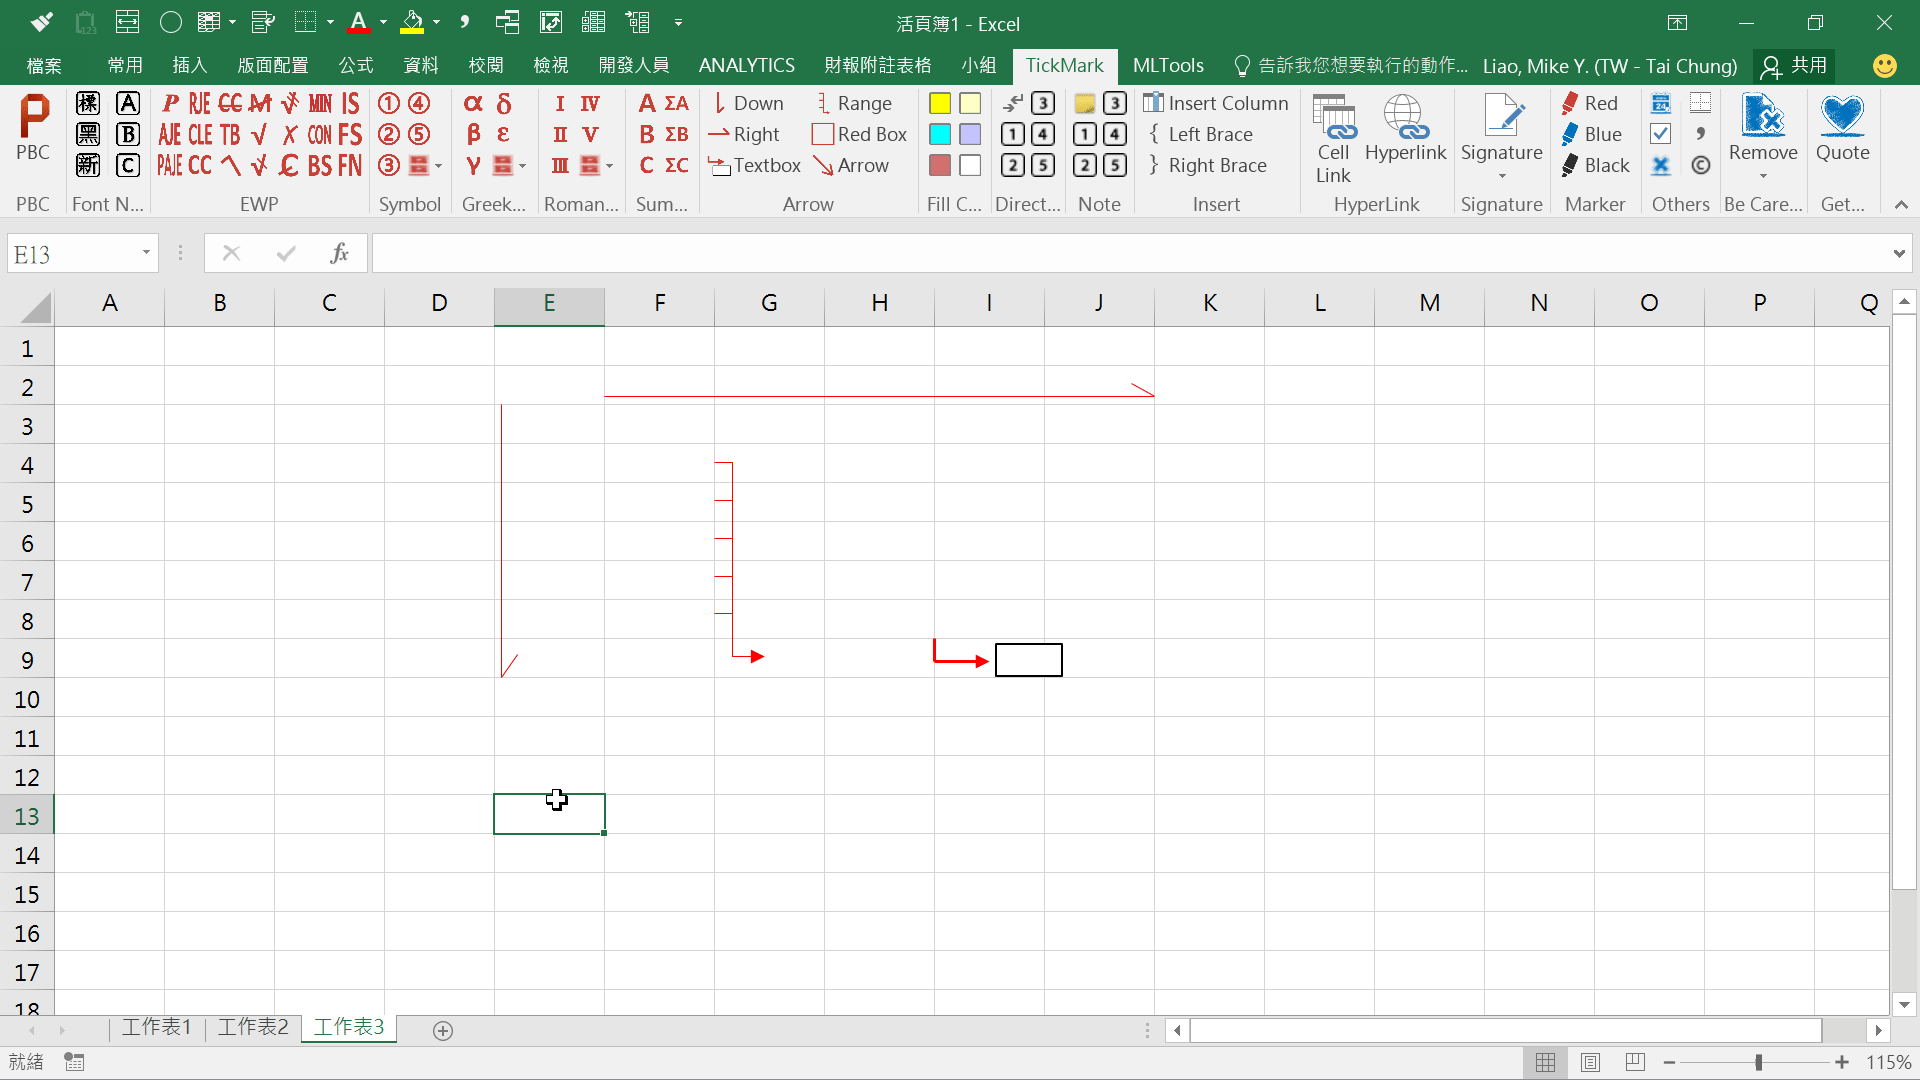 活頁簿1 - Excel
檔案 常用 插入 版面配置 公式 資料 校閱 檢視 開發人員 ANALYTICS 財報附註表格 小組 TickMark MLTools 告訴我您想要執行的動作... Liao, Mike Y. (TW - Tai Chung) 共用
標 A P RJE CC M MIN IS ① ④ α δ I IV A ΣA Down Range 3 3 Insert Column Red
黑 B AJE CLE TB √ X CON FS ② ⑤ β ε II V B ΣB Right Red Box 1 4 1 4 Left Brace Blue
新 C PAJE CC BS FN ③ γ III C ΣC Textbox Arrow 2 5 2 5 Right Brace Black ©
PBC Cell Link Hyperlink Signature Remove Quote
PBC Font N... EWP Symbol Greek... Roman... Sum... Arrow Fill C... Direct... Note Insert HyperLink Signature Marker Others Be Care... Get...
E13 fx
A B C D E F G H I J K L M N O P Q
1
2
3
4
5
6
7
8
9
10
11
12
13
14
15
16
17
18
工作表1 工作表2 工作表3
就緒 115%